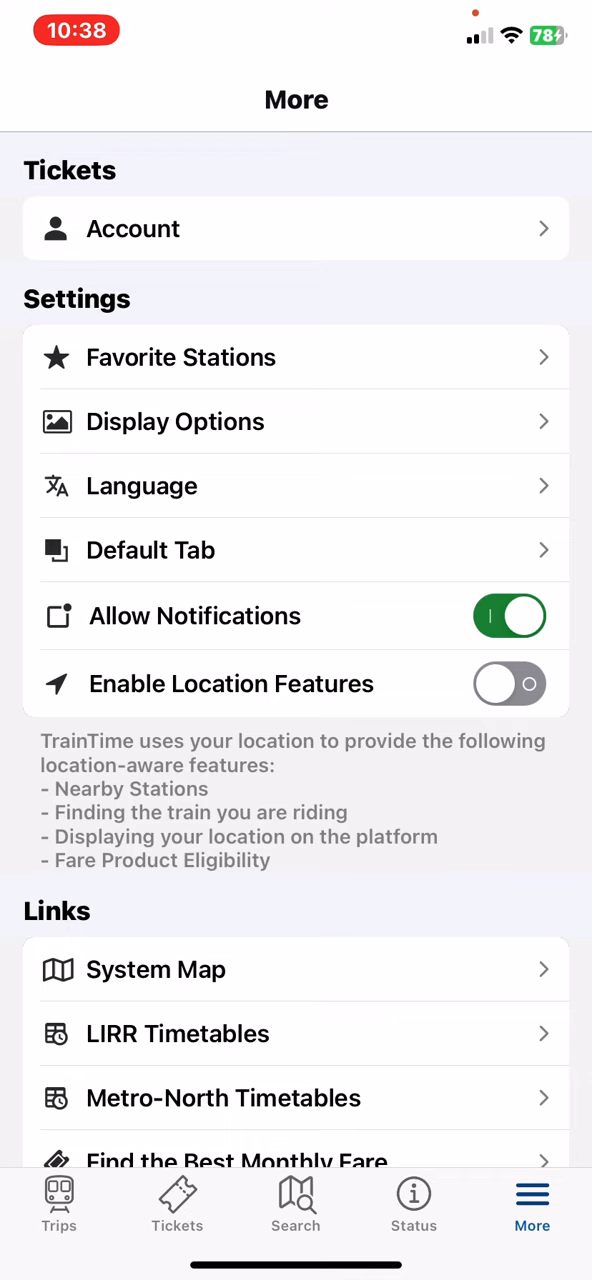 10:38
78
More
Tickets
Account
Settings
Favorite Stations
Display Options
Language
Default Tab
Allow Notifications
Enable Location Features
TrainTime uses your location to provide the following
location-aware features:
- Nearby Stations
- Finding the train you are riding
- Displaying your location on the platform
- Fare Product Eligibility
Links
System Map
LIRR Timetables
Metro-North Timetables
Find the Best Monthly Fare
Trips Tickets Search Status More